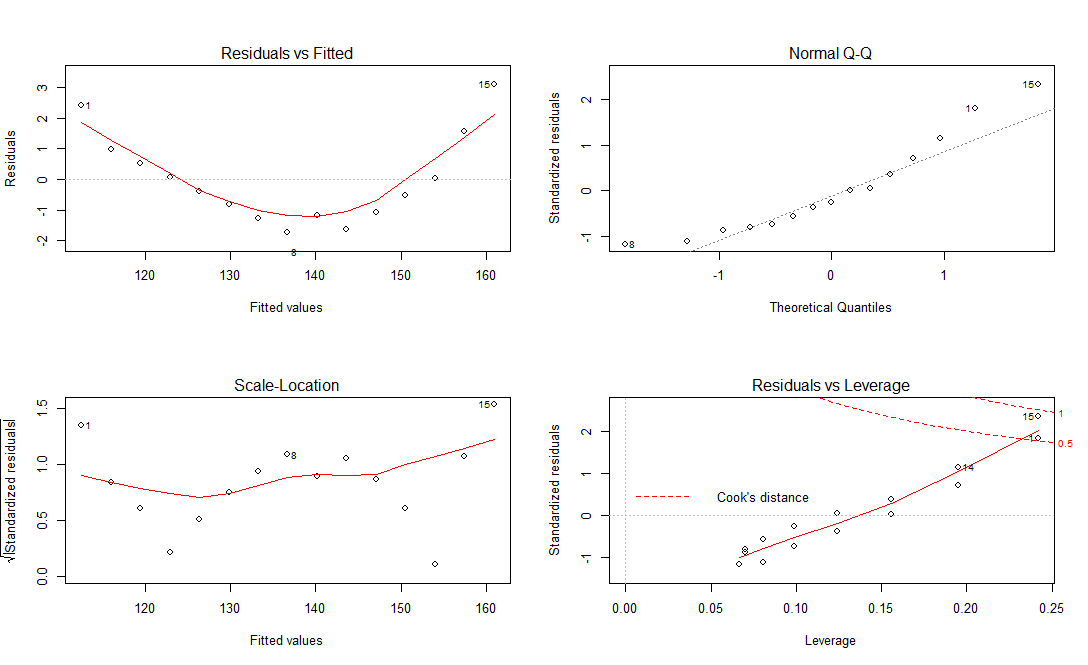 Residuals vs Fitted
Residuals
3
2
1
0
-1
-2
1
8
15
120 130 140 150 160
Fitted values
Normal Q-Q
Standardized residuals
2
1
0
-1
8
1
15
-1 0 1
Theoretical Quantiles
Scale-Location
√|Standardized residuals|
1.5
1.0
0.5
0.0
1
8
15
120 130 140 150 160
Fitted values
Residuals vs Leverage
Standardized residuals
2
1
0
-1
15
1
14
1
0.5
Cook's distance
0.00 0.05 0.10 0.15 0.20 0.25
Leverage